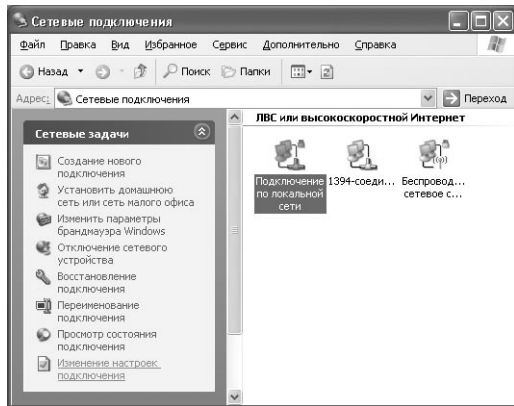 Сетевые подключения
Файл Правка Вид Избранное Сервис Дополнительно Справка
Назад Поиск Папки
Адрес: Сетевые подключения Переход
Сетевые задачи
Создание нового
подключения
Установить домашнюю
сеть или сеть малого офиса
Изменить параметры
брандмауэра Windows
Отключение сетевого
устройства
Восстановление
подключения
Переименование
подключения
Просмотр состояния
подключения
Изменение настроек
подключения
ЛВС или высокоскоростной Интернет
Подключение
по локальной
сети
1394-соеди...
Беспровод...
сетевое с...